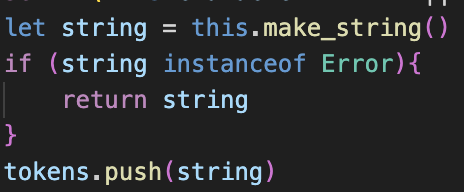 let string = this.make_string()
if (string instanceof Error){
    return string
}
tokens.push(string)